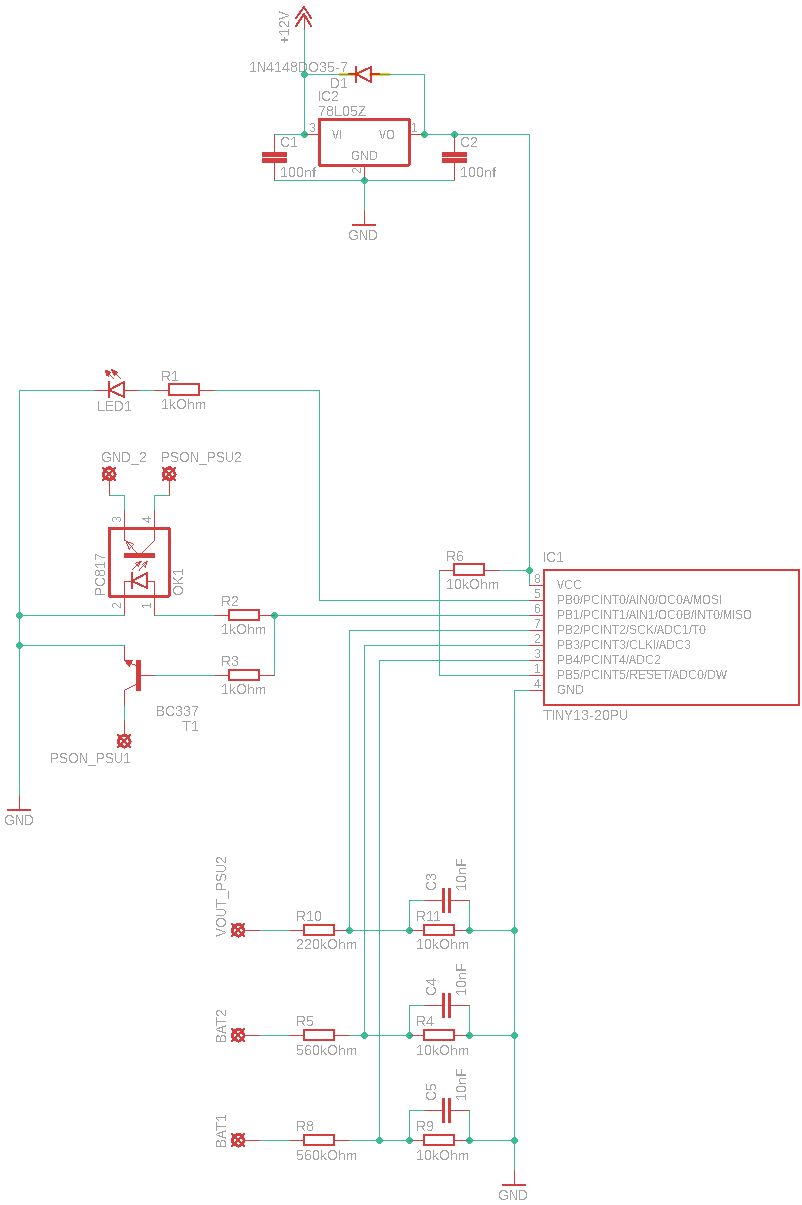 +12V
1N4148DO35-7
D1
IC2
78L05Z
3
VI
VO
1
GND
2
C1
100nf
C2
100nf
GND
R1
1kOhm
LED1
GND_2
PSON_PSU2
3
4
PC817
OK1
2
1
R2
1kOhm
R3
1kOhm
BC337
T1
PSON_PSU1
GND
R6
10kOhm
IC1
8
VCC
5
PB0/PCINT0/AIN0/OC0A/MOSI
6
PB1/PCINT1/AIN1/OC0B/INT0/MISO
7
PB2/PCINT2/SCK/ADC1/T0
2
PB3/PCINT3/CLKI/ADC3
3
PB4/PCINT4/ADC2
1
PB5/PCINT5/RESET/ADC0/DW
4
GND
TINY13-20PU
VOUT_PSU2
R10
220kOhm
C3
10nF
R11
10kOhm
BAT2
R5
560kOhm
C4
10nF
R4
10kOhm
BAT1
R8
560kOhm
C5
10nF
R9
10kOhm
GND